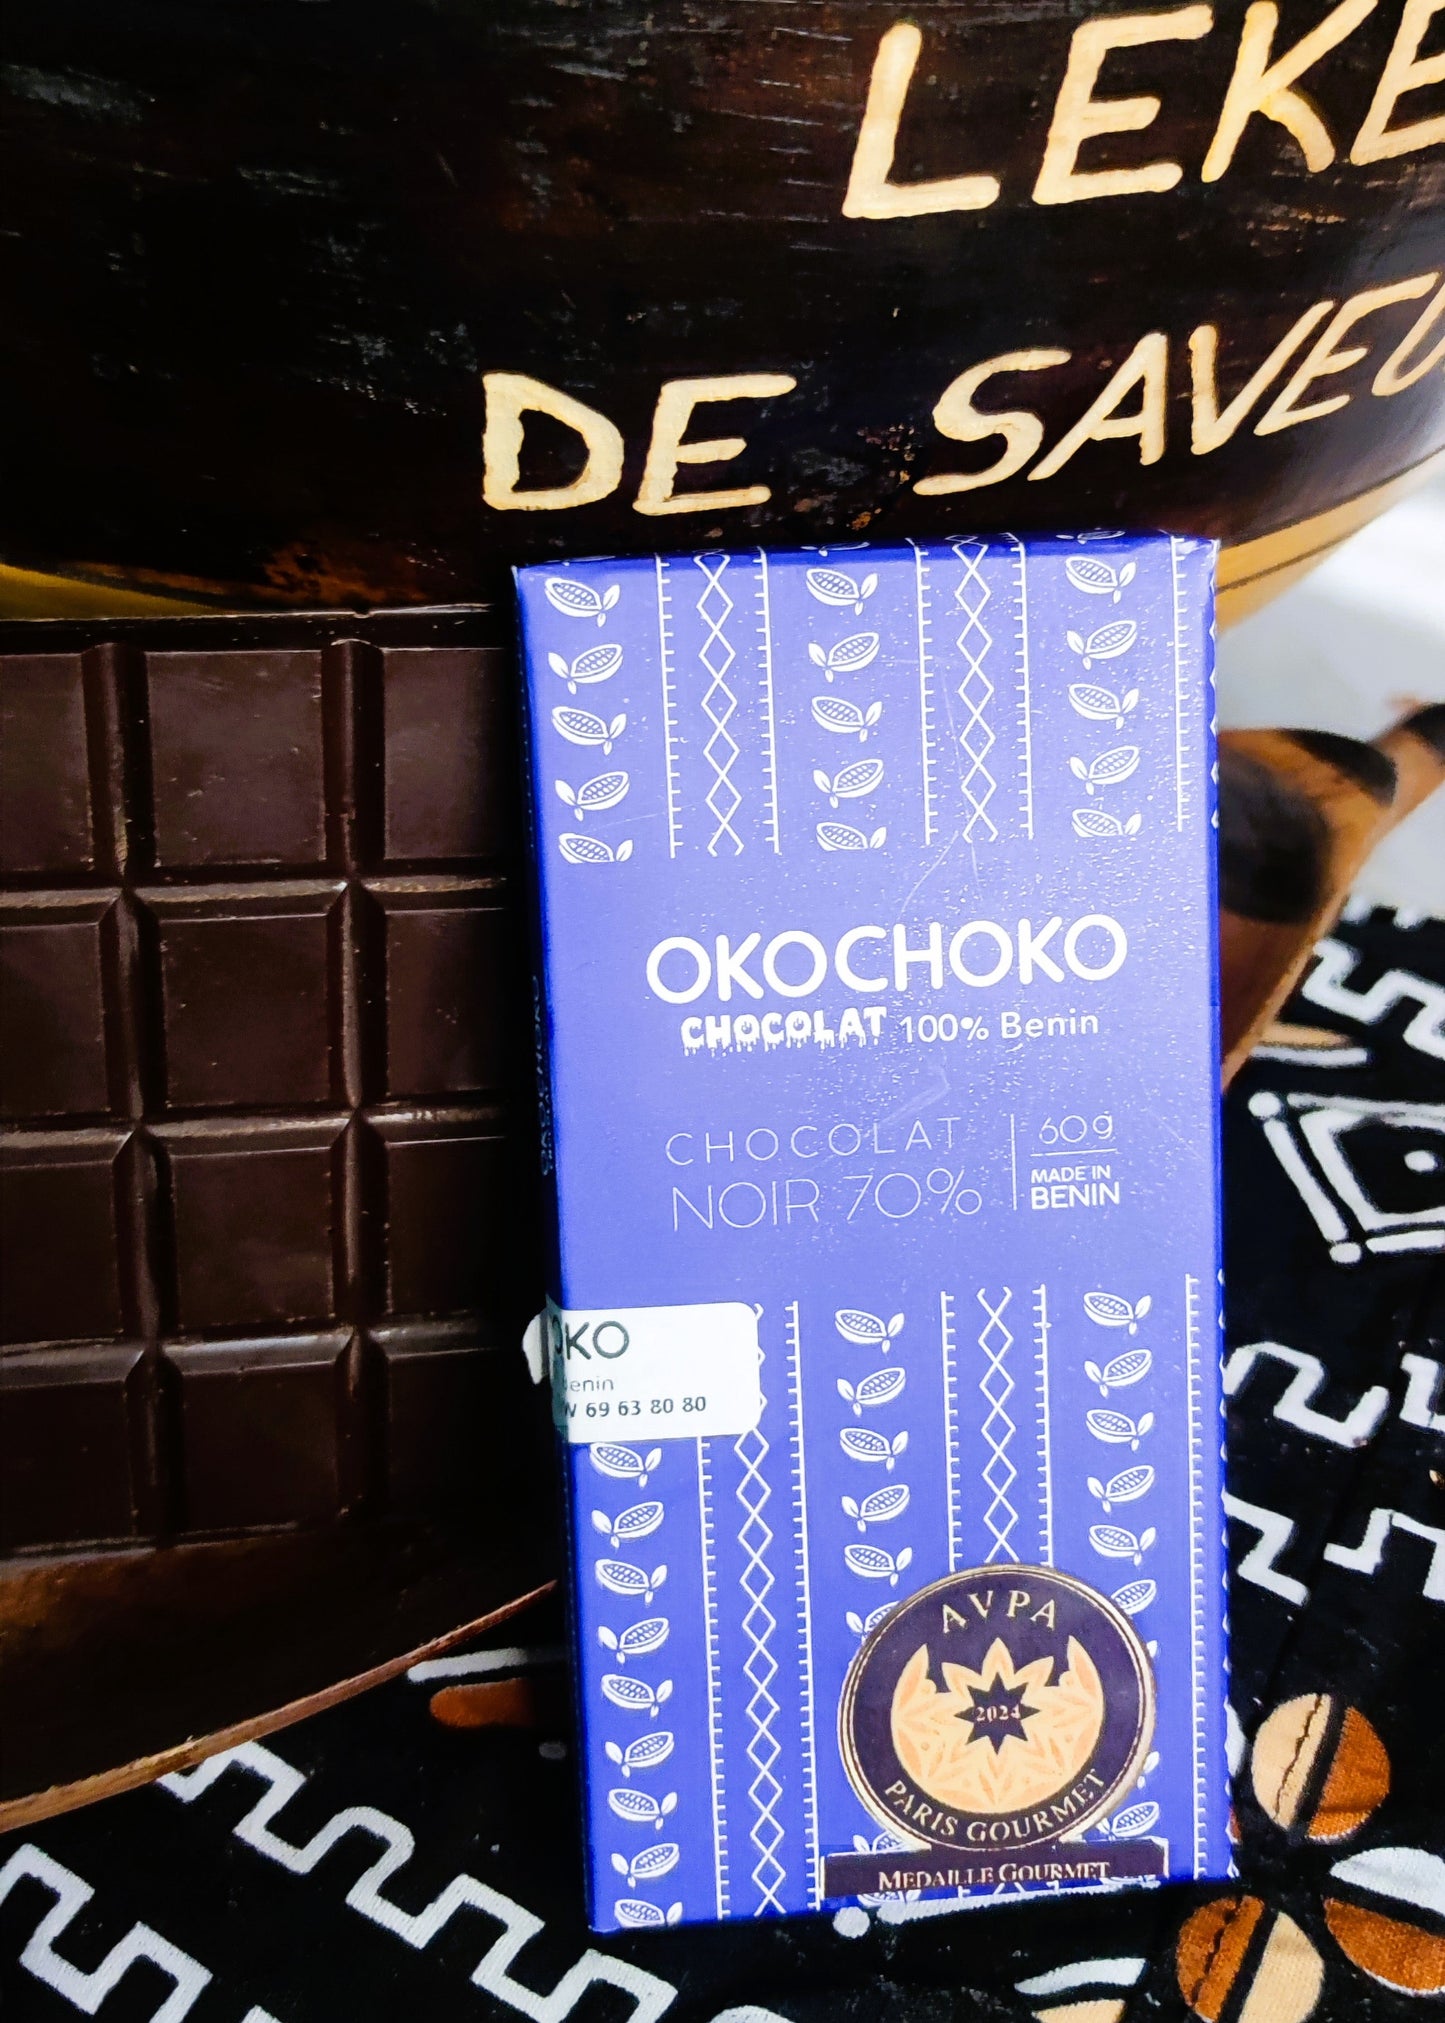 LEKE
DE SAVEU
OKOCHOKO
CHOCOLAT 100% Benin
CHOCOLAT
NOIR 70%
60g
MADE IN
BENIN
OKO
Benin
69 63 80 80
AVPA
2024
PARIS GOURMET
MEDAILLE GOURMET